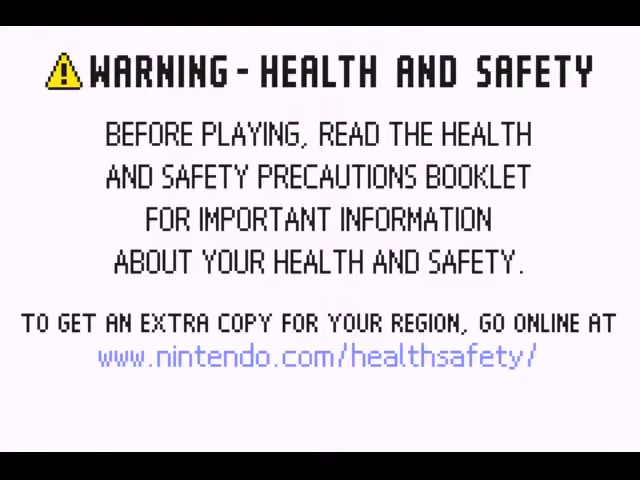 WARNING - HEALTH AND SAFETY
BEFORE PLAYING, READ THE HEALTH
AND SAFETY PRECAUTIONS BOOKLET
FOR IMPORTANT INFORMATION
ABOUT YOUR HEALTH AND SAFETY.
TO GET AN EXTRA COPY FOR YOUR REGION, GO ONLINE AT
www.nintendo.com/healthsafety/